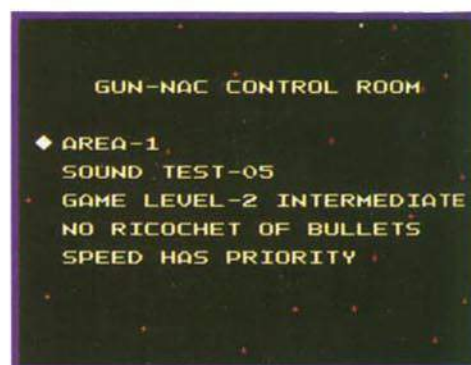 GUN-NAC CONTROL ROOM
AREA-1
SOUND TEST-05
GAME LEVEL-2 INTERMEDIATE
NO RICOCHET OF BULLETS
SPEED HAS PRIORITY